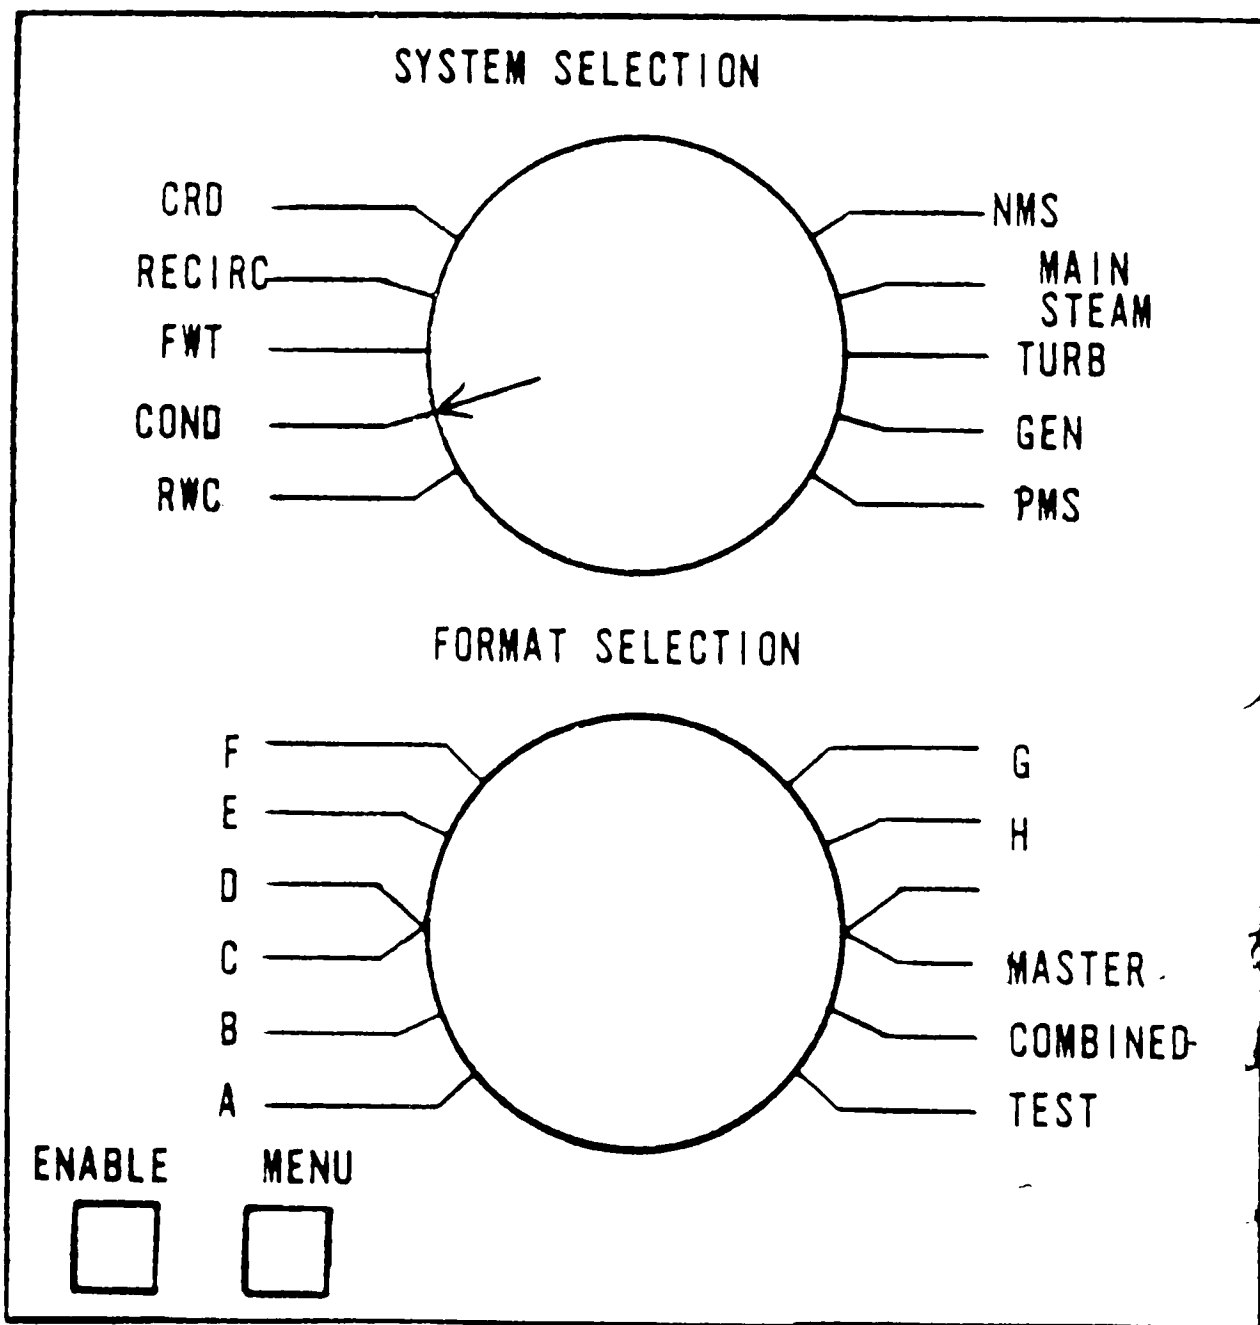 SYSTEM SELECTION
CRD
RECIRC
FWT
COND
RWC
NMS
MAIN
STEAM
TURB
GEN
PMS
FORMAT SELECTION
F
E
D
C
B
A
G
H
MASTER
COMBINED
TEST
ENABLE
MENU